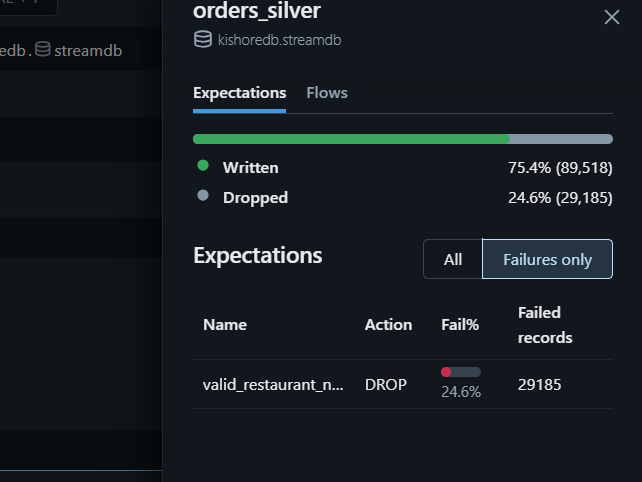 orders_silver
kishoredb.streamdb
edb. streamdb
Expectations Flows
Written 75.4% (89,518)
Dropped 24.6% (29,185)
Expectations All Failures only
Name Action Fail% Failed records
valid_restaurant_n... DROP 24.6% 29185